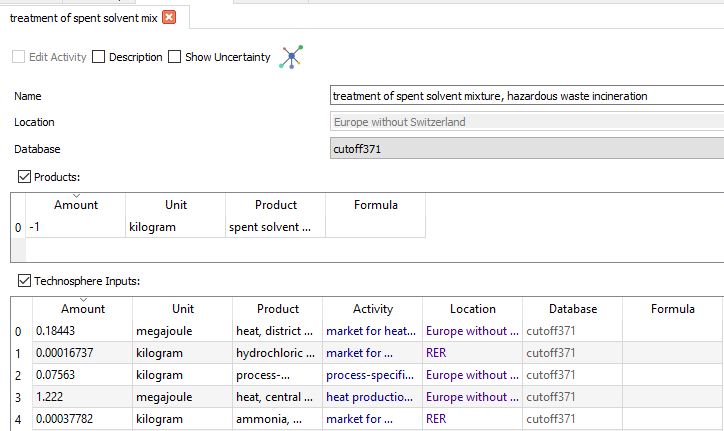 treatment of spent solvent mix
Edit Activity Description Show Uncertainty
Name treatment of spent solvent mixture, hazardous waste incineration
Location Europe without Switzerland
Database cutoff371
Products:
Amount Unit Product Formula
0 -1 kilogram spent solvent ...
Technosphere Inputs:
Amount Unit Product Activity Location Database Formula
0 0.18443 megajoule heat, district ... market for heat... Europe without ... cutoff371
1 0.00016737 kilogram hydrochloric ... market for ... RER cutoff371
2 0.07563 kilogram process-... process-specifi... Europe without ... cutoff371
3 1.222 megajoule heat, central ... heat productio... Europe without ... cutoff371
4 0.00037782 kilogram ammonia, ... market for ... RER cutoff371